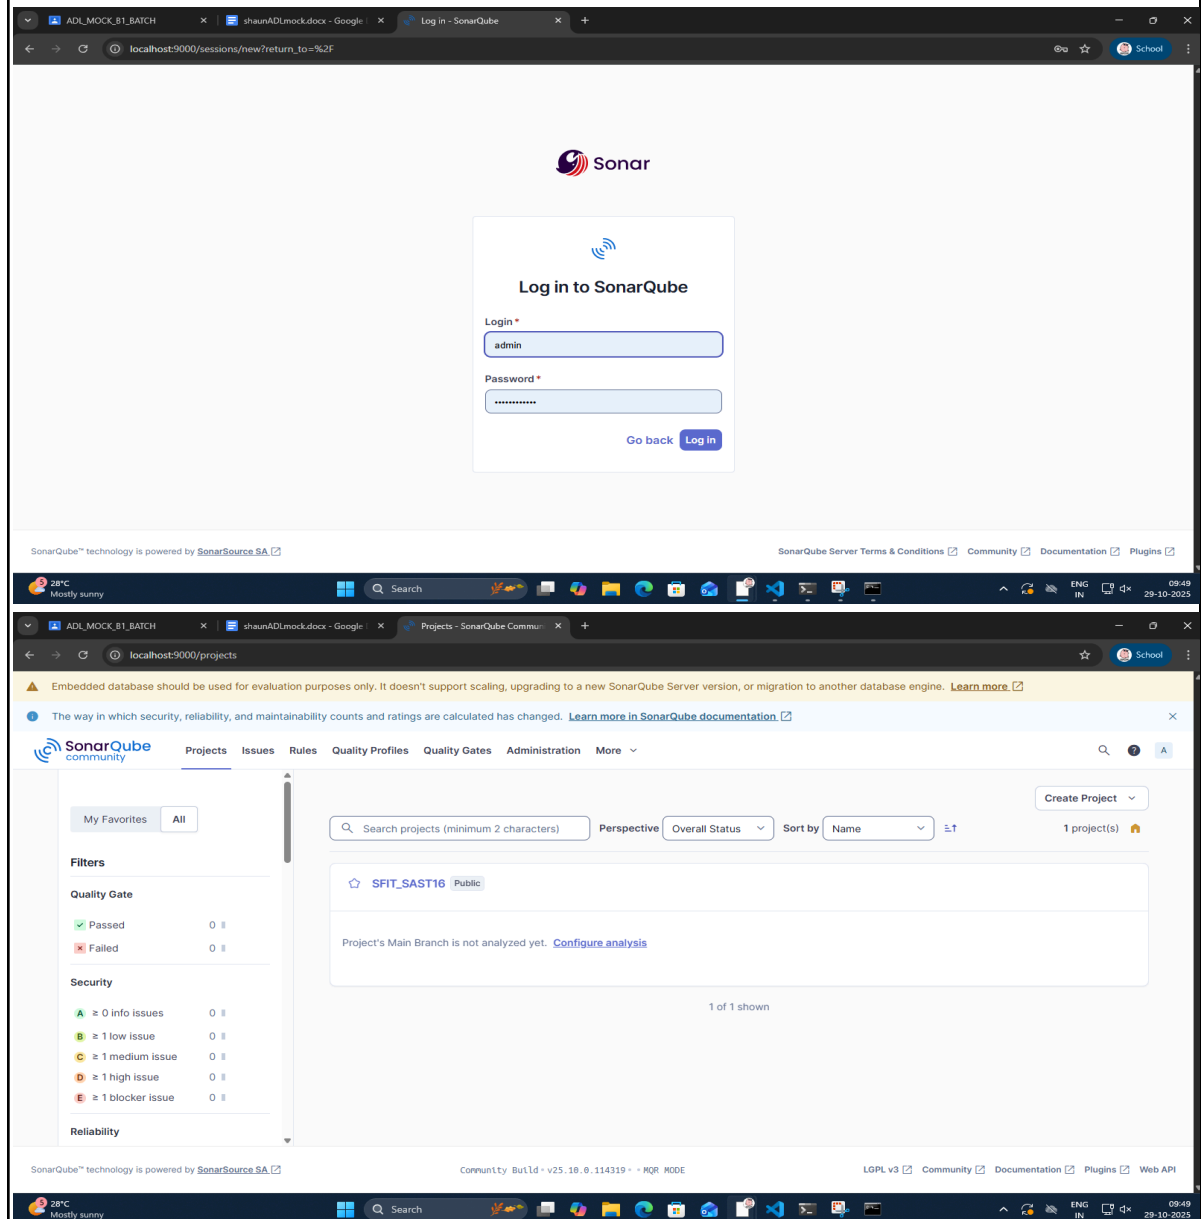 ADL_MOCK_B1_BATCH
shaunADLmock.docx - Google
Log in - SonarQube
localhost:9000/sessions/new?return_to=%2F
School
Sonar
Log in to SonarQube
Login *
admin
Password *
Go back Log in
SonarQube™ technology is powered by SonarSource SA
SonarQube Server Terms & Conditions Community Documentation Plugins
5
28°C
Mostly sunny
Search
ENG
IN
09:49
29-10-2025
ADL_MOCK_B1_BATCH
shaunADLmock.docx - Google
Projects - SonarQube Commun
localhost:9000/projects
School
Embedded database should be used for evaluation purposes only. It doesn't support scaling, upgrading to a new SonarQube Server version, or migration to another database engine. Learn more
The way in which security, reliability, and maintainability counts and ratings are calculated has changed. Learn more in SonarQube documentation
SonarQube
community
Projects Issues Rules Quality Profiles Quality Gates Administration More
A
Create Project
My Favorites All
Search projects (minimum 2 characters) Perspective Overall Status Sort by Name 1 project(s)
Filters
Quality Gate
Passed 0
Failed 0
Security
A ≥ 0 info issues 0
B ≥ 1 low issue 0
C ≥ 1 medium issue 0
D ≥ 1 high issue 0
E ≥ 1 blocker issue 0
Reliability
SFIT_SAST16 Public
Project's Main Branch is not analyzed yet. Configure analysis
1 of 1 shown
SonarQube™ technology is powered by SonarSource SA
Community Build • v25.10.0.114319 • • MQR MODE
LGPL v3 Community Documentation Plugins Web API
5
28°C
Mostly sunny
Search
ENG
IN
09:49
29-10-2025